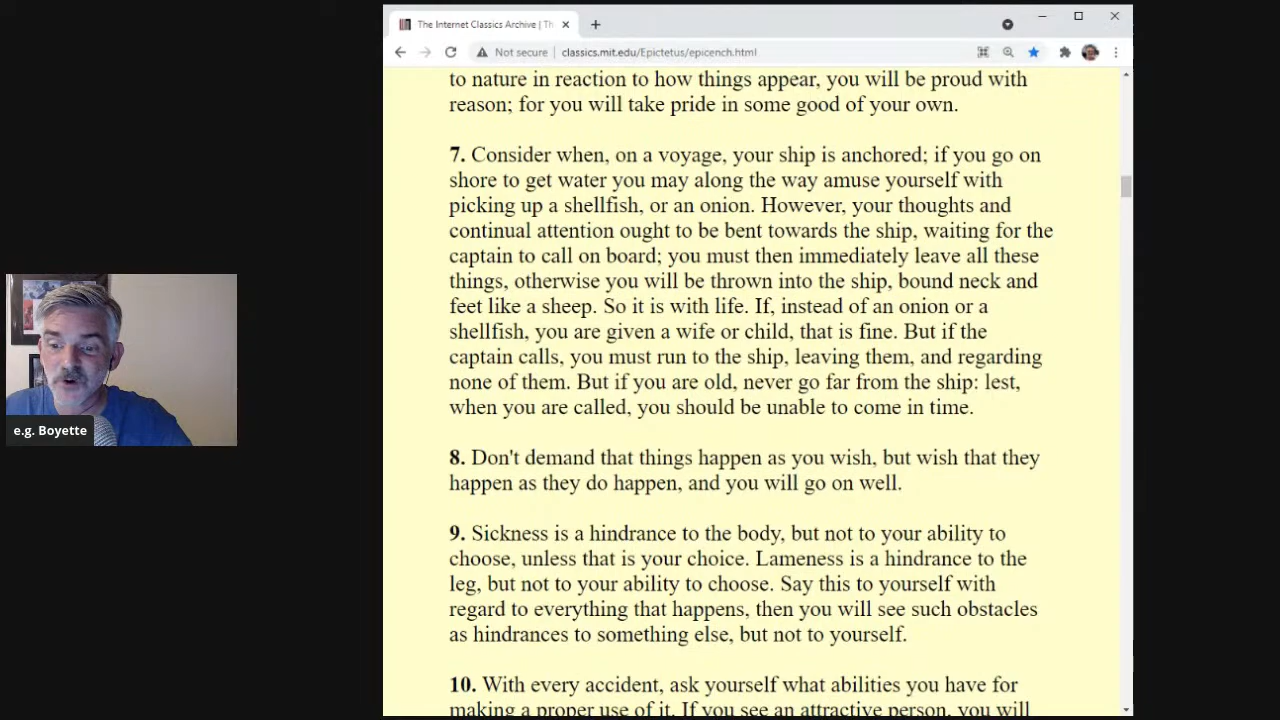 The Internet Classics Archive | Th
Not secure
classics.mit.edu/Epictetus/epicench.html
to nature in reaction to how things appear, you will be proud with
reason; for you will take pride in some good of your own.
7. Consider when, on a voyage, your ship is anchored; if you go on
shore to get water you may along the way amuse yourself with
picking up a shellfish, or an onion. However, your thoughts and
continual attention ought to be bent towards the ship, waiting for the
captain to call on board; you must then immediately leave all these
things, otherwise you will be thrown into the ship, bound neck and
feet like a sheep. So it is with life. If, instead of an onion or a
shellfish, you are given a wife or child, that is fine. But if the
captain calls, you must run to the ship, leaving them, and regarding
none of them. But if you are old, never go far from the ship: lest,
when you are called, you should be unable to come in time.
8. Don't demand that things happen as you wish, but wish that they
happen as they do happen, and you will go on well.
9. Sickness is a hindrance to the body, but not to your ability to
choose, unless that is your choice. Lameness is a hindrance to the
leg, but not to your ability to choose. Say this to yourself with
regard to everything that happens, then you will see such obstacles
as hindrances to something else, but not to yourself.
10. With every accident, ask yourself what abilities you have for
making a proper use of it. If you see an attractive person, you will
e.g. Boyette